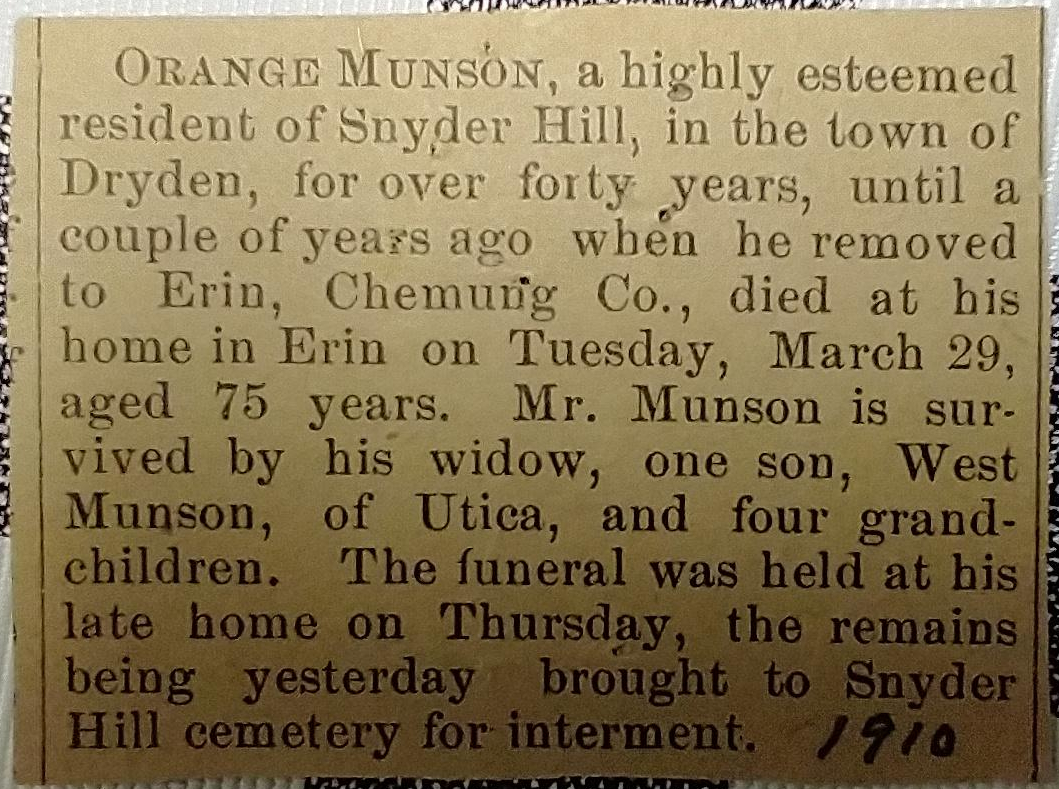 ORANGE MUNSON, a highly esteemed
resident of Snyder Hill, in the town of
Dryden, for over forty years, until a
couple of years ago when he removed
to Erin, Chemung Co., died at his
home in Erin on Tuesday, March 29,
aged 75 years. Mr. Munson is sur-
vived by his widow, one son, West
Munson, of Utica, and four grand-
children. The funeral was held at his
late home on Thursday, the remains
being yesterday brought to Snyder
Hill cemetery for interment. 1910